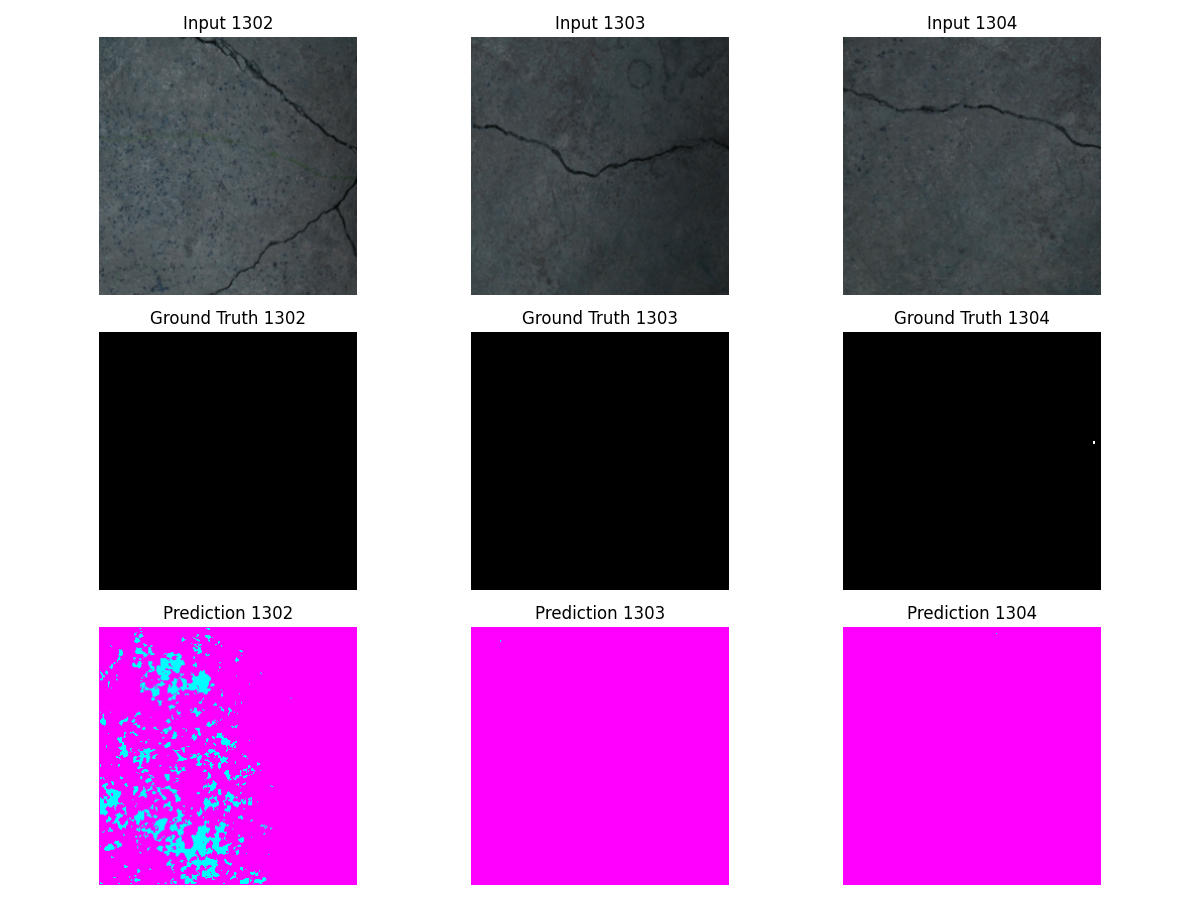 Input 1302
Input 1303
Input 1304
Ground Truth 1302
Ground Truth 1303
Ground Truth 1304
Prediction 1302
Prediction 1303
Prediction 1304